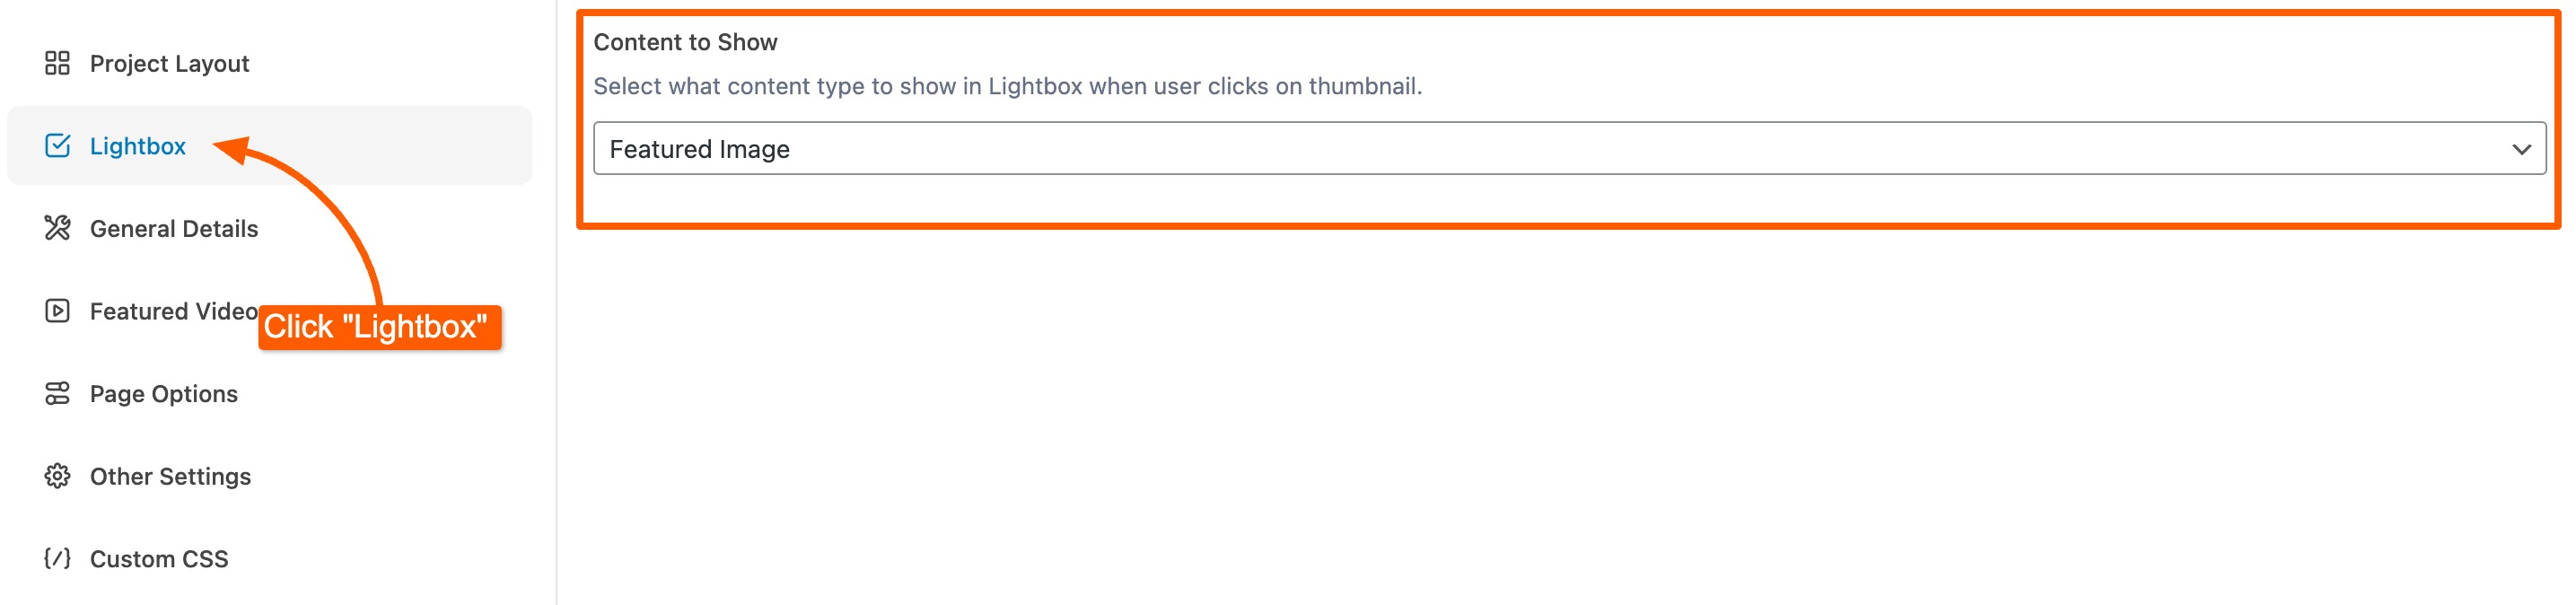 Project Layout
Lightbox
General Details
Featured Video
Click "Lightbox"
Page Options
Other Settings
Custom CSS
Content to Show
Select what content type to show in Lightbox when user clicks on thumbnail.
Featured Image